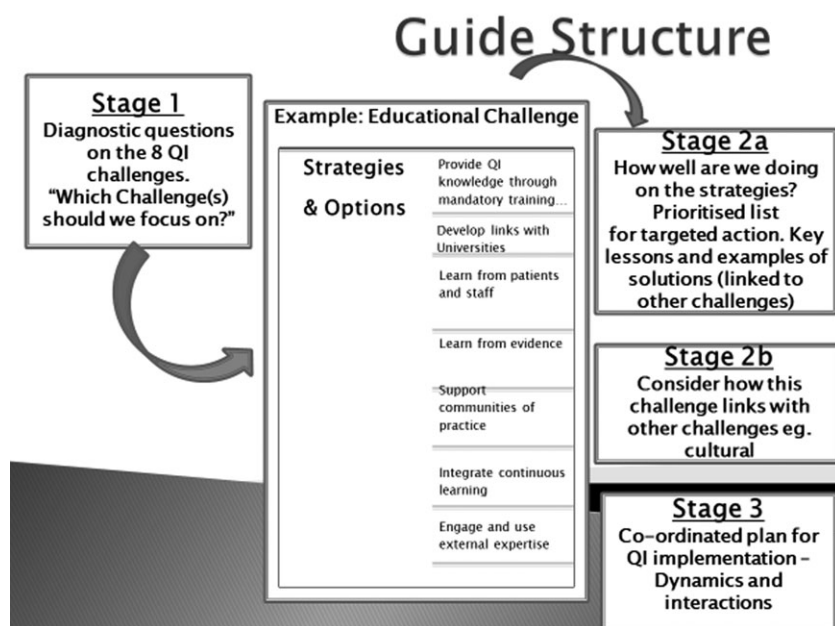 Guide Structure
Stage 1
Diagnostic questions
on the 8 QI
challenges.
“Which Challenge(s)
should we focus on?”
Example: Educational Challenge
Strategies
& Options
Provide QI
knowledge through
mandatory training...
Develop links with
Universities
Learn from patients
and staff
Learn from evidence
Support
communities of
practice
Integrate continuous
learning
Engage and use
external expertise
Stage 2a
How well are we doing
on the strategies?
Prioritised list
for targeted action. Key
lessons and examples of
solutions (linked to
other challenges)
Stage 2b
Consider how this
challenge links with
other challenges eg.
cultural
Stage 3
Co-ordinated plan for
QI implementation –
Dynamics and
interactions